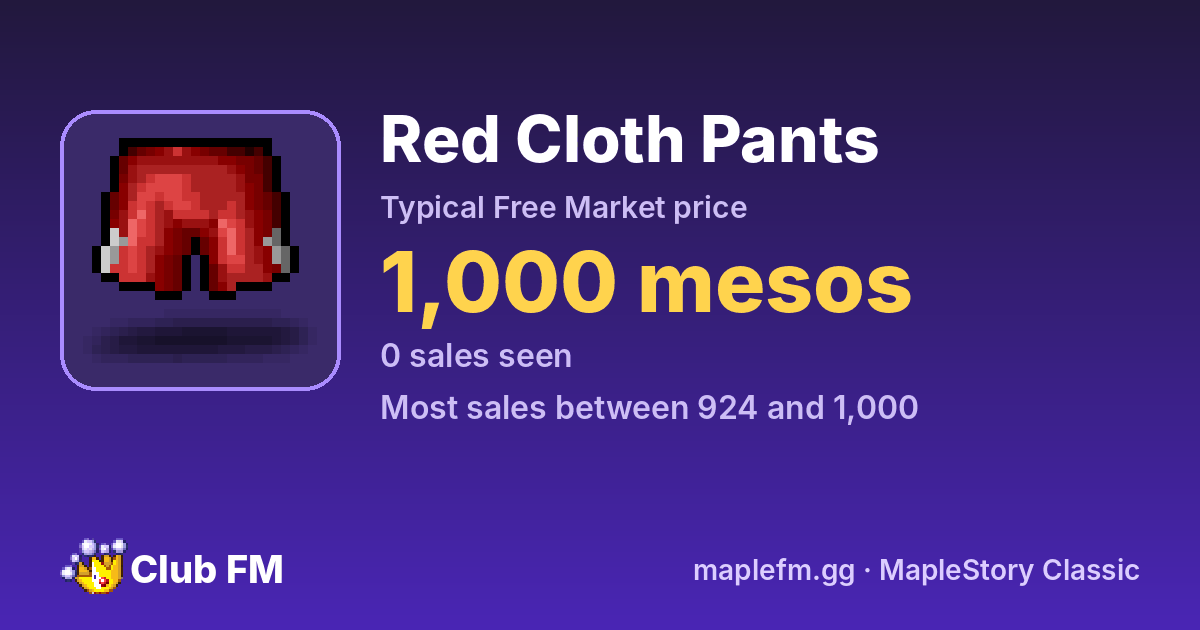 Red Cloth Pants
Typical Free Market price
1,000 mesos
0 sales seen
Most sales between 924 and 1,000
Club FM
maplefm.gg · MapleStory Classic